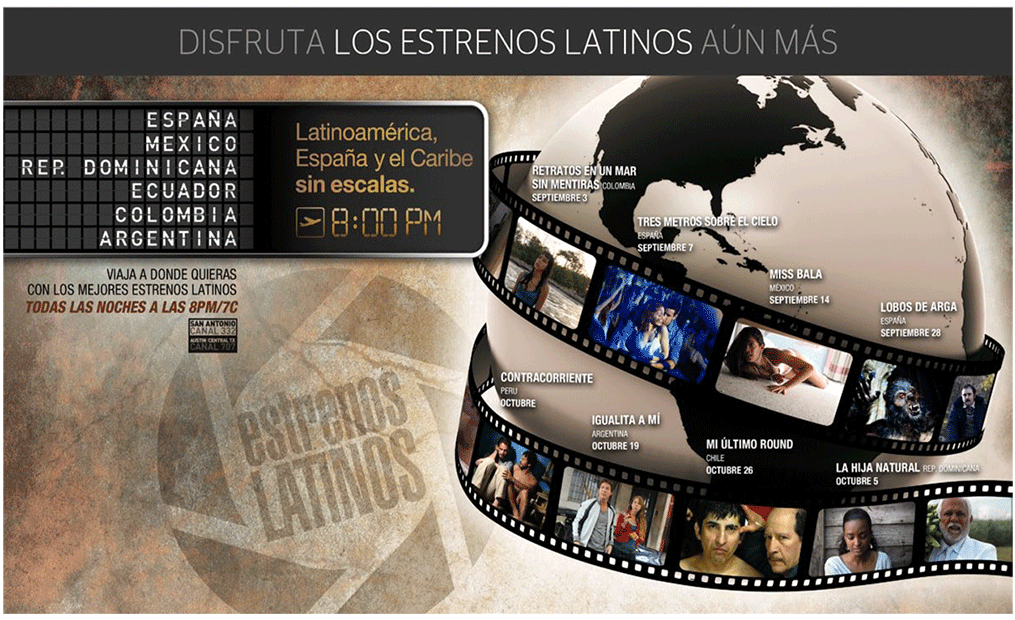 DISFRUTA LOS ESTRENOS LATINOS AÚN MÁS
ESPAÑA
MEXICO
REP. DOMINICANA
ECUADOR
COLOMBIA
ARGENTINA
Latinoamérica,
España y el Caribe
sin escalas.
8:00 PM
VIAJA A DONDE QUIERAS
CON LOS MEJORES ESTRENOS LATINOS
TODAS LAS NOCHES A LAS 8PM/7C
SAN ANTONIO
CANAL 332
AUSTIN CENTRAL TX
CANAL 707
estrenos
LATINOS
RETRATOS EN UN MAR
SIN MENTIRAS COLOMBIA
SEPTIEMBRE 3
TRES METROS SOBRE EL CIELO
ESPAÑA
SEPTIEMBRE 7
MISS BALA
MÉXICO
SEPTIEMBRE 14
LOBOS DE ARGA
ESPAÑA
SEPTIEMBRE 28
CONTRACORRIENTE
PERU
OCTUBRE
IGUALITA A MÍ
ARGENTINA
OCTUBRE 19
MI ÚLTIMO ROUND
CHILE
OCTUBRE 26
LA HIJA NATURAL REP. DOMINICANA
OCTUBRE 5